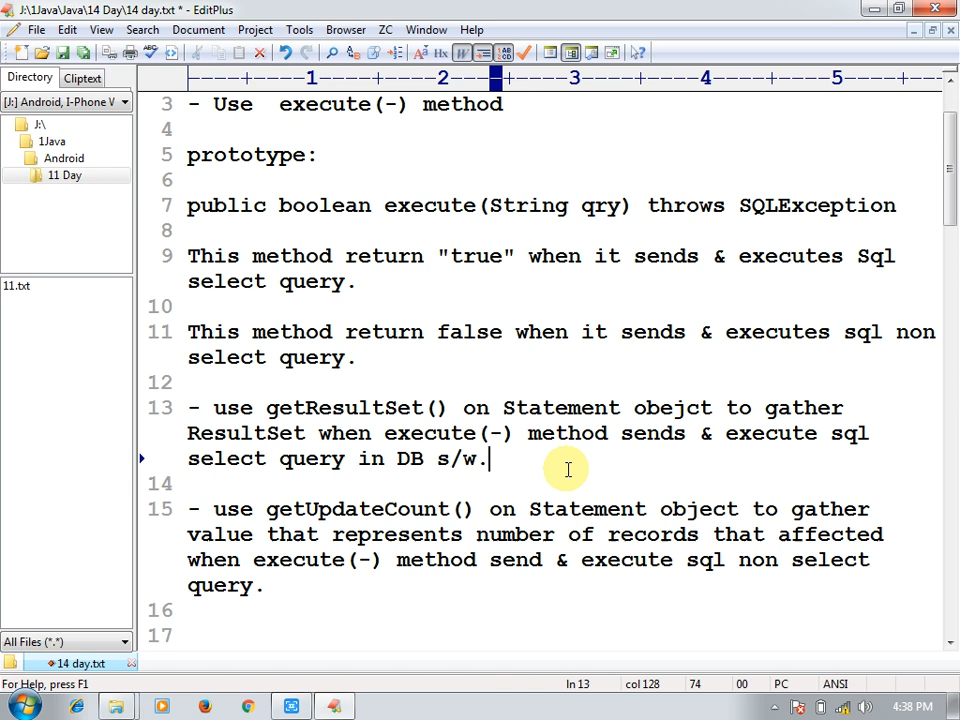 J:\1Java\Java\14 Day\14 day.txt * - EditPlus
File Edit View Search Document Project Tools Browser ZC Window Help
Directory Cliptext
1 2 3 4 5
[J:] Android, I-Phone V
J:\
1Java
Android
11 Day
11.txt
3 - Use execute(-) method
4
5 prototype:
6
7 public boolean execute(String qry) throws SQLException
8
9 This method return "true" when it sends & executes Sql
select query.
10
11 This method return false when it sends & executes sql non
select query.
12
13 - use getResultSet() on Statement obejct to gather
ResultSet when execute(-) method sends & execute sql
select query in DB s/w.
14
15 - use getUpdateCount() on Statement object to gather
value that represents number of records that affected
when execute(-) method send & execute sql non select
query.
16
17
All Files (*.*)
14 day.txt
For Help, press F1 ln 13 col 128 74 00 PC ANSI
4:38 PM